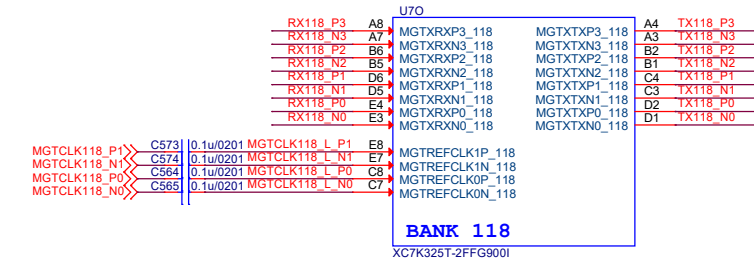 U7O
RX118_P3 A8 MGTXRXP3_118 MGTXTXP3_118 A4 TX118_P3
RX118_N3 A7 MGTXRXN3_118 MGTXTXN3_118 A3 TX118_N3
RX118_P2 B6 MGTXRXP2_118 MGTXTXP2_118 B2 TX118_P2
RX118_N2 B5 MGTXRXN2_118 MGTXTXN2_118 B1 TX118_N2
RX118_P1 D6 MGTXRXP1_118 MGTXTXP1_118 C4 TX118_P1
RX118_N1 D5 MGTXRXN1_118 MGTXTXN1_118 C3 TX118_N1
RX118_P0 E4 MGTXRXP0_118 MGTXTXP0_118 D2 TX118_P0
RX118_N0 E3 MGTXRXN0_118 MGTXTXN0_118 D1 TX118_N0
MGTCLK118_P1 C573 0.1u/0201 MGTCLK118_L_P1 E8 MGTREFCLK1P_118
MGTCLK118_N1 C574 0.1u/0201 MGTCLK118_L_N1 E7 MGTREFCLK1N_118
MGTCLK118_P0 C564 0.1u/0201 MGTCLK118_L_P0 C8 MGTREFCLK0P_118
MGTCLK118_N0 C565 0.1u/0201 MGTCLK118_L_N0 C7 MGTREFCLK0N_118
BANK 118
XC7K325T-2FFG900I